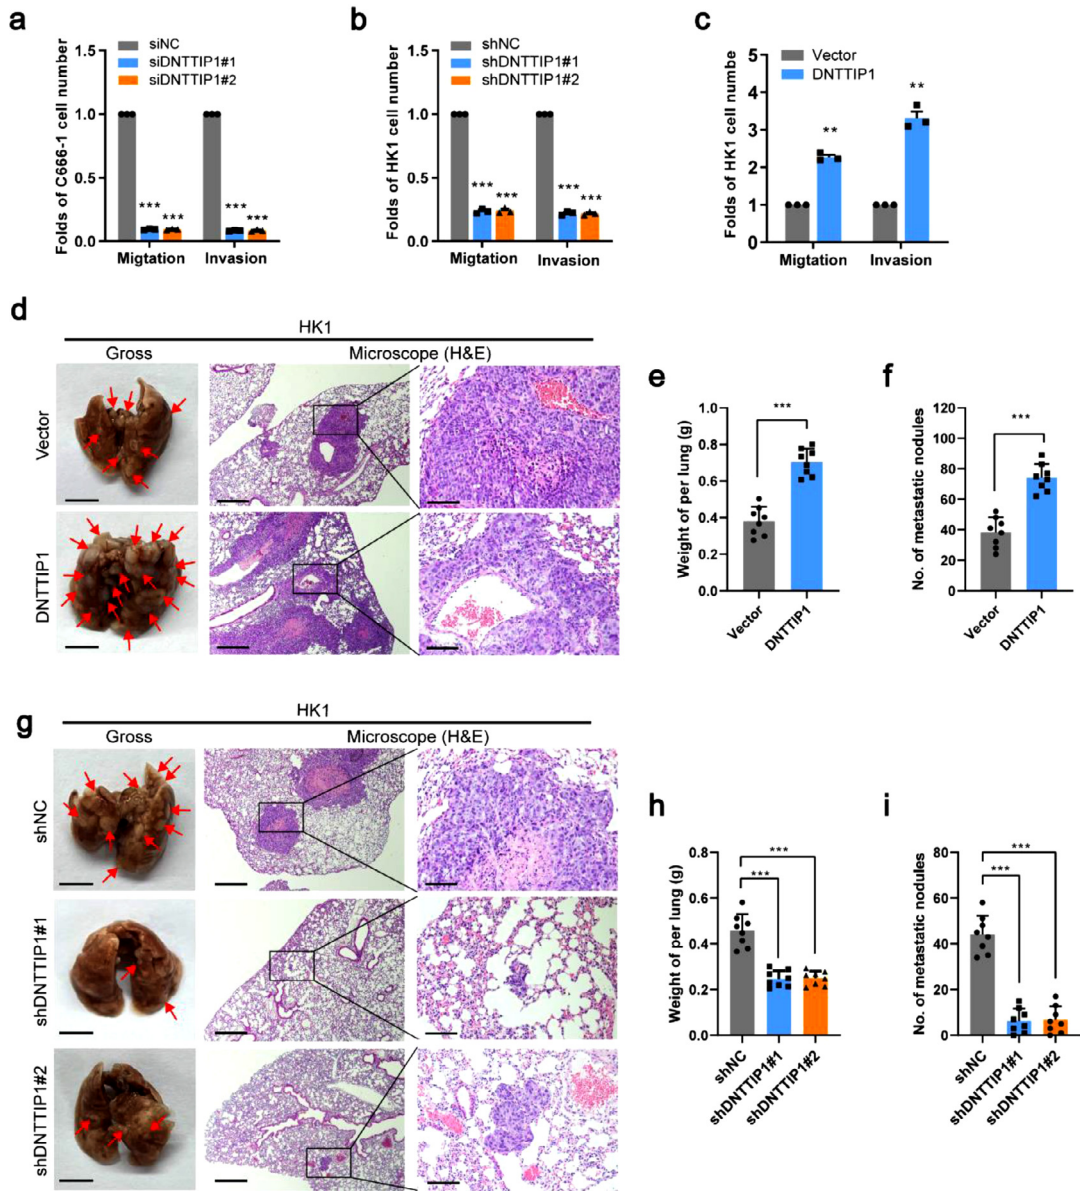 a
siNC
siDNTTIP1#1
siDNTTIP1#2
Folds of C666-1 cell number
1.5
1.0
0.5
0.0
***
***
***
***
Migtation
Invasion
b
shNC
shDNTTIP1#1
shDNTTIP1#2
Folds of HK1 cell number
1.5
1.0
0.5
0.0
***
***
***
***
Migtation
Invasion
c
Vector
DNTTIP1
Folds of HK1 cell numbe
5
4
3
2
1
0
**
**
Migtation
Invasion
d
HK1
Gross
Microscope (H&E)
Vector
DNTTIP1
e
Weight of per lung (g)
1.0
0.8
0.6
0.4
0.2
0.0
***
Vector
DNTTIP1
f
No. of metastatic nodules
120
100
80
60
40
20
0
***
Vector
DNTTIP1
g
HK1
Gross
Microscope (H&E)
shNC
shDNTTIP1#1
shDNTTIP1#2
h
Weight of per lung (g)
0.8
0.6
0.4
0.2
0.0
***
***
shNC
shDNTTIP1#1
shDNTTIP1#2
i
No. of metastatic nodules
80
60
40
20
0
***
***
shNC
shDNTTIP1#1
shDNTTIP1#2